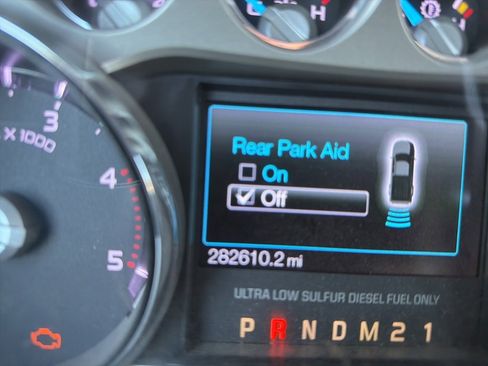 H
3
X1000
4
5
Rear Park Aid
On
Off
282610.2 mi
ULTRA LOW SULFUR DIESEL FUEL ONLY
P R N D M 2 1